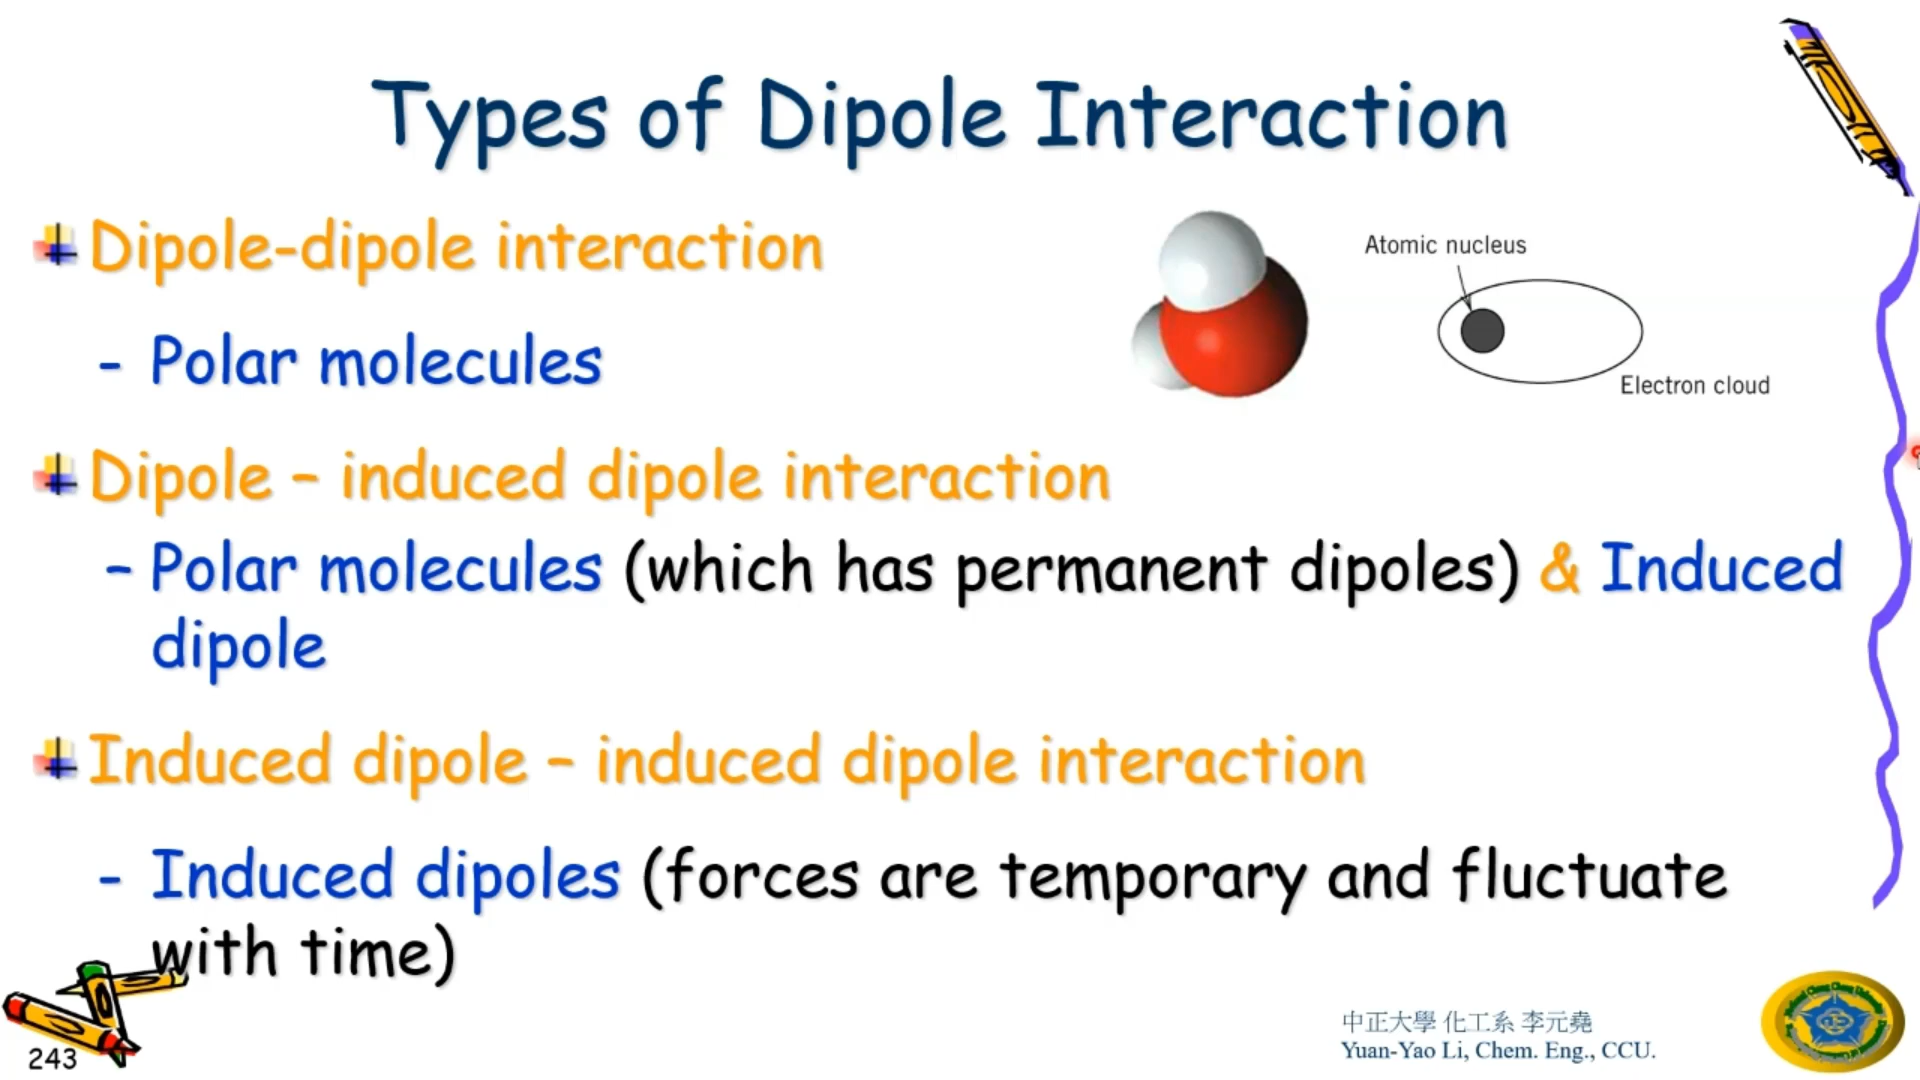 Types of Dipole Interaction
Dipole-dipole interaction
Atomic nucleus
- Polar molecules
Electron cloud
Dipole – induced dipole interaction
– Polar molecules (which has permanent dipoles) & Induced
dipole
Induced dipole – induced dipole interaction
- Induced dipoles (forces are temporary and fluctuate
with time)
中正大學 化工系 李元堯
Yuan-Yao Li, Chem. Eng., CCU.
243